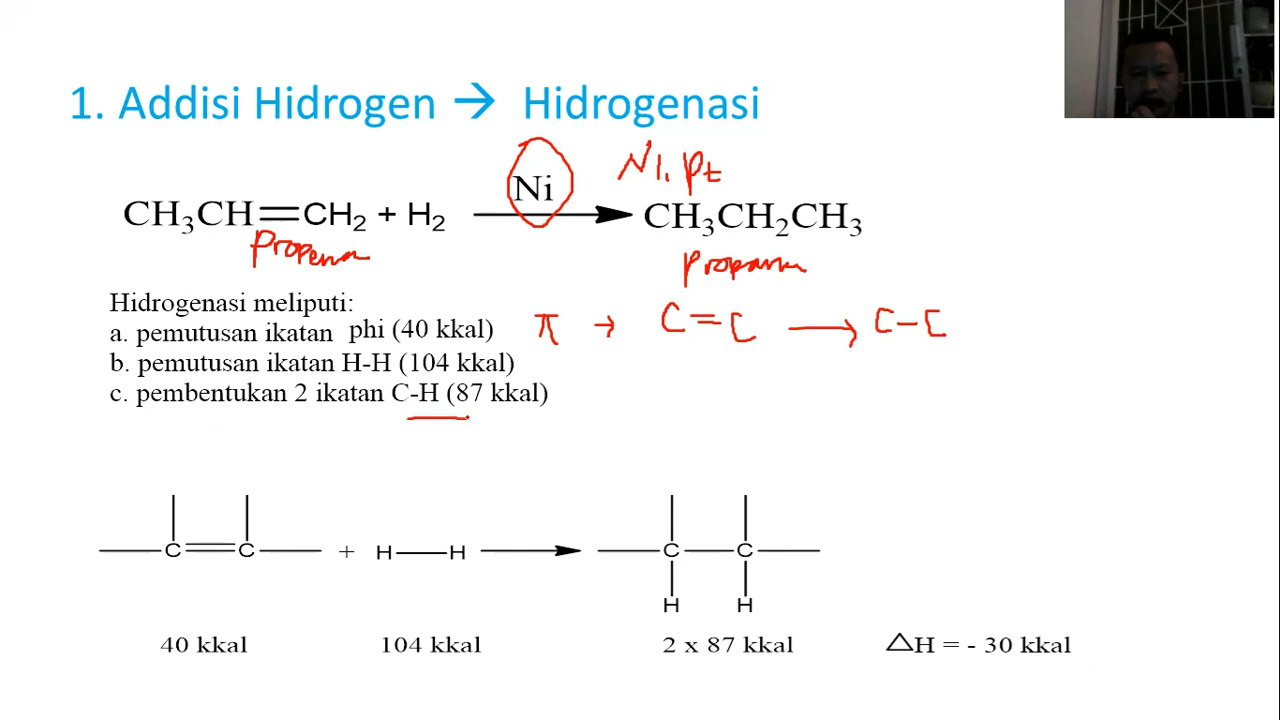 1. Addisi Hidrogen → Hidrogenasi
Ni
Ni, Pt
CH₃CH=CH₂ + H₂ → CH₃CH₂CH₃
Propena
Propana
Hidrogenasi meliputi:
a. pemutusan ikatan phi (40 kkal)
π → C=C → C-C
b. pemutusan ikatan H-H (104 kkal)
c. pembentukan 2 ikatan C-H (87 kkal)
C=C + H-H → C-C
H H
40 kkal 104 kkal 2 x 87 kkal △H = - 30 kkal